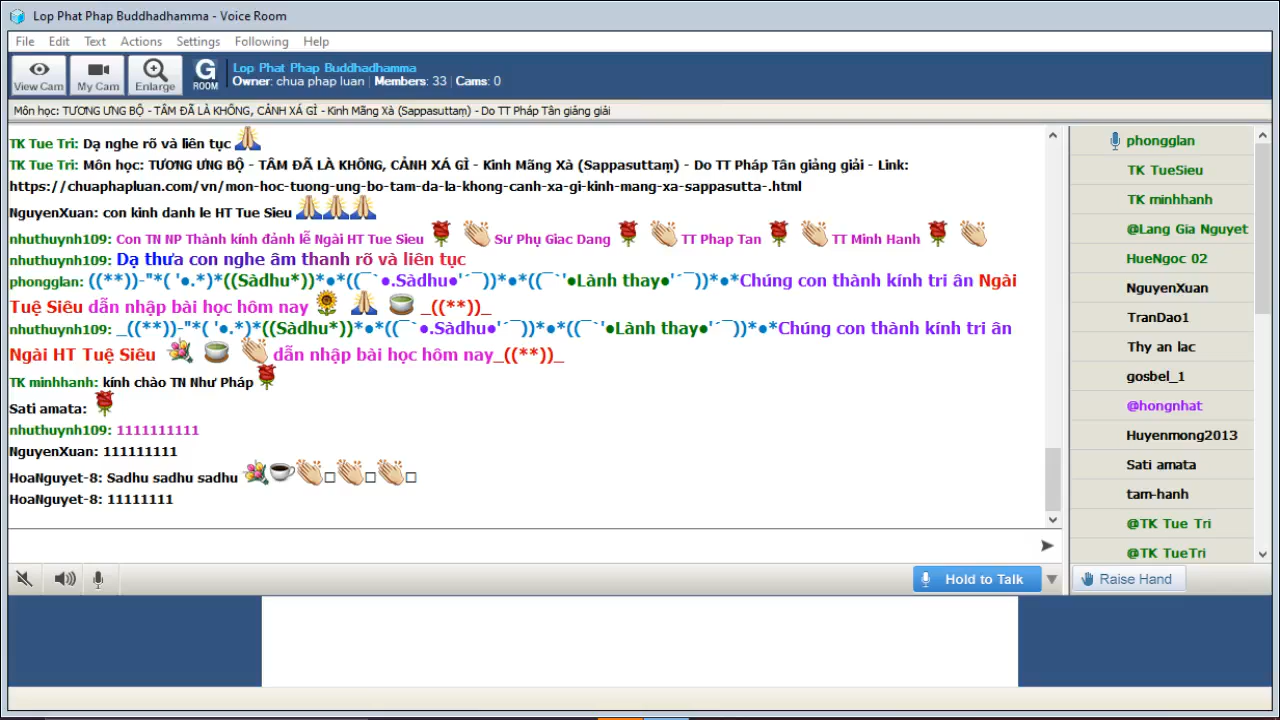 Lop Phat Phap Buddhadhamma - Voice Room
File Edit Text Actions Settings Following Help
View Cam My Cam Enlarge G ROOM
Lop Phat Phap Buddhadhamma
Owner: chua phap luan | Members: 33 | Cams: 0
Môn học: TƯƠNG ƯNG BỘ - TÂM ĐÃ LÀ KHÔNG, CẢNH XÁ GÌ - Kinh Mãng Xà (Sappasuttaṃ) - Do TT Pháp Tân giảng giải
TK Tue Tri: Dạ nghe rõ và liên tục 🙏
TK Tue Tri: Môn học: TƯƠNG ƯNG BỘ - TÂM ĐÃ LÀ KHÔNG, CẢNH XÁ GÌ - Kinh Mãng Xà (Sappasuttaṃ) - Do TT Pháp Tân giảng giải - Link:
https://chuaphapluan.com/vn/mon-hoc-tuong-ung-bo-tam-da-la-khong-canh-xa-gi-kinh-mang-xa-sappasutta-.html
NguyenXuan: con kinh danh le HT Tue Sieu 🙏🙏🙏
nhuthuynh109: Con TN NP Thành kính đảnh lễ Ngài HT Tue Sieu 🌹 👏 Sư Phụ Giac Dang 🌹 👏 TT Phap Tan 🌹 👏 TT Minh Hanh 🌹 👏
nhuthuynh109: Dạ thưa con nghe âm thanh rõ và liên tục
phongglan: ((**))-"*( '●.*)*((Sàdhu*))*●*((¯`●.Sàdhu●'´¯))*●*((¯`'●Lành thay●'´¯))*●*Chúng con thành kính tri ân Ngài
Tuệ Siêu dẫn nhập bài học hôm nay 🌻 🙏 🍵 _((**))_
nhuthuynh109: _((**))-"*( '●.*)*((Sàdhu*))*●*((¯`●.Sàdhu●'´¯))*●*((¯`'●Lành thay●'´¯))*●*Chúng con thành kính tri ân
Ngài HT Tuệ Siêu 💐 🍵 👏 dẫn nhập bài học hôm nay_((**))_
TK minhhanh: kính chào TN Như Pháp 🌹
Sati amata: 🌹
nhuthuynh109: 1111111111
NguyenXuan: 111111111
HoaNguyet-8: Sadhu sadhu sadhu 💐☕👏□👏□👏□
HoaNguyet-8: 11111111
Hold to Talk
phongglan
TK TueSieu
TK minhhanh
@Lang Gia Nguyet
HueNgoc 02
NguyenXuan
TranDao1
Thy an lac
gosbel_1
@hongnhat
Huyenmong2013
Sati amata
tam-hanh
@TK Tue Tri
@TK TueTri
Raise Hand